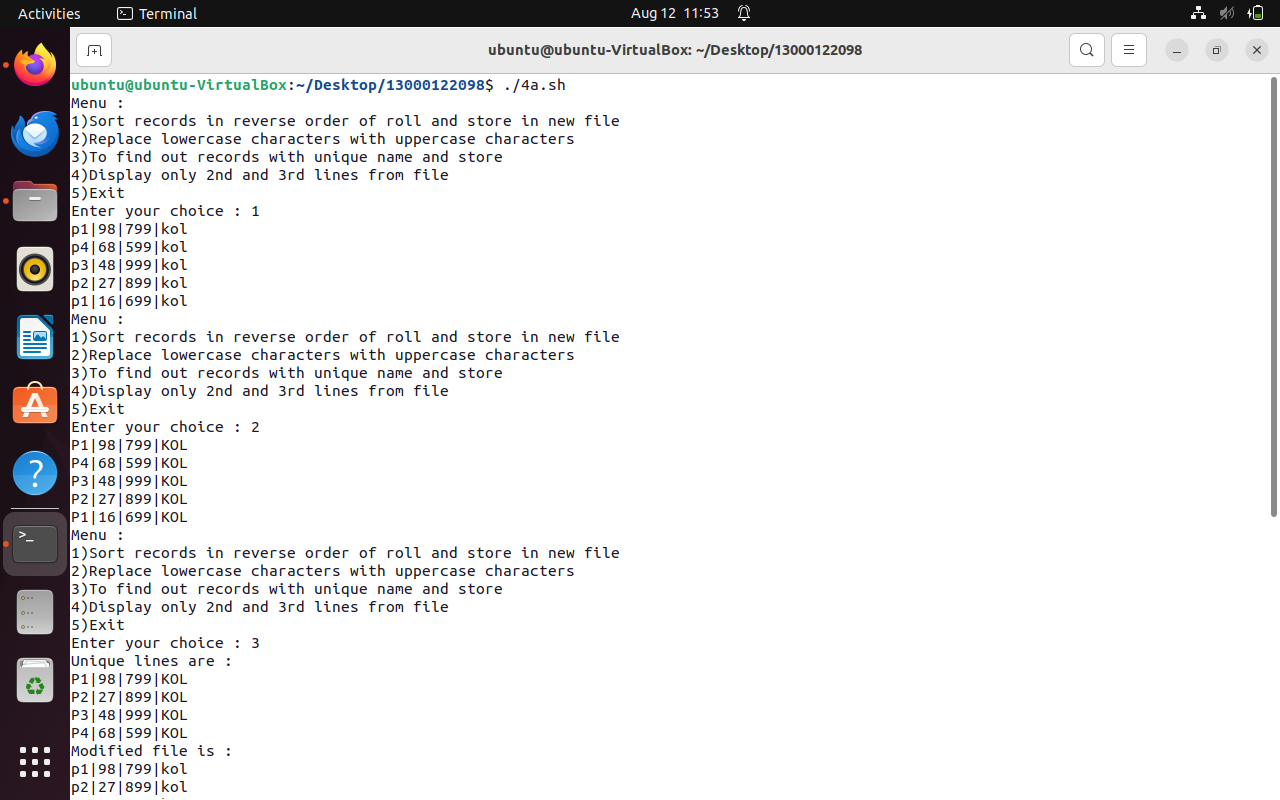 Activities Terminal Aug 12 11:53
ubuntu@ubuntu-VirtualBox: ~/Desktop/13000122098
ubuntu@ubuntu-VirtualBox:~/Desktop/13000122098$ ./4a.sh
Menu :
1)Sort records in reverse order of roll and store in new file
2)Replace lowercase characters with uppercase characters
3)To find out records with unique name and store
4)Display only 2nd and 3rd lines from file
5)Exit
Enter your choice : 1
p1|98|799|kol
p4|68|599|kol
p3|48|999|kol
p2|27|899|kol
p1|16|699|kol
Menu :
1)Sort records in reverse order of roll and store in new file
2)Replace lowercase characters with uppercase characters
3)To find out records with unique name and store
4)Display only 2nd and 3rd lines from file
5)Exit
Enter your choice : 2
P1|98|799|KOL
P4|68|599|KOL
P3|48|999|KOL
P2|27|899|KOL
P1|16|699|KOL
Menu :
1)Sort records in reverse order of roll and store in new file
2)Replace lowercase characters with uppercase characters
3)To find out records with unique name and store
4)Display only 2nd and 3rd lines from file
5)Exit
Enter your choice : 3
Unique lines are :
P1|98|799|KOL
P2|27|899|KOL
P3|48|999|KOL
P4|68|599|KOL
Modified file is :
p1|98|799|kol
p2|27|899|kol